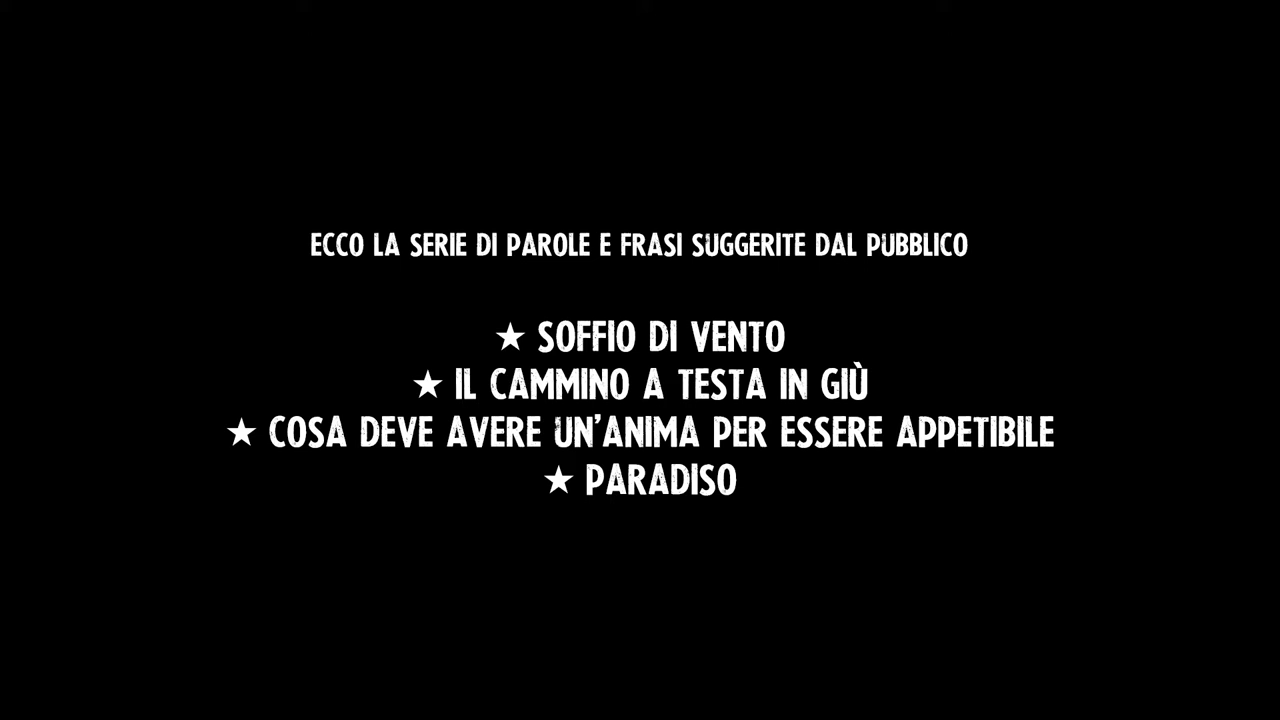 ECCO LA SERIE DI PAROLE E FRASI SUGGERITE DAL PUBBLICO
★ SOFFIO DI VENTO
★ IL CAMMINO A TESTA IN GIÙ
★ COSA DEVE AVERE UN'ANIMA PER ESSERE APPETIBILE
★ PARADISO